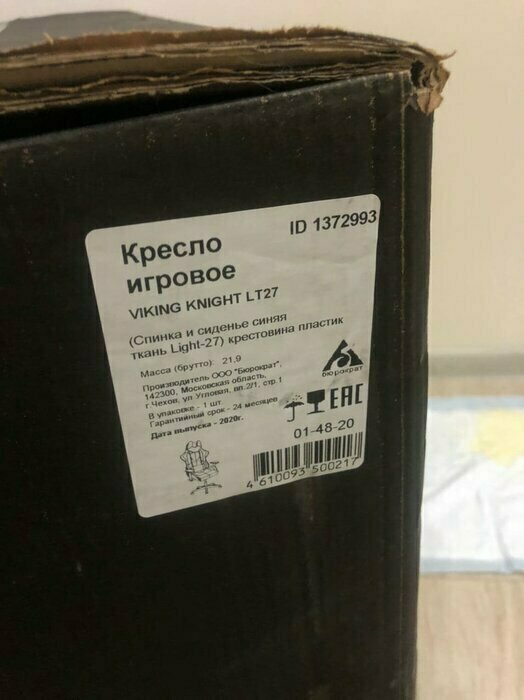 Кресло
игровое
ID 1372993
VIKING KNIGHT LT27
(Спинка и сиденье синяя
ткань Light-27) крестовина пластик
Масса (брутто): 21,9
Производитель ООО "Бюрократ",
142300, Московская область,
г Чехов, ул Угловая, вл.2/1, стр.1
В упаковке - 1 шт.
Гарантийный срок - 24 месяцев
Дата выпуска - 2020г.
бюрократ
EAC
01-48-20
4 610093 500217